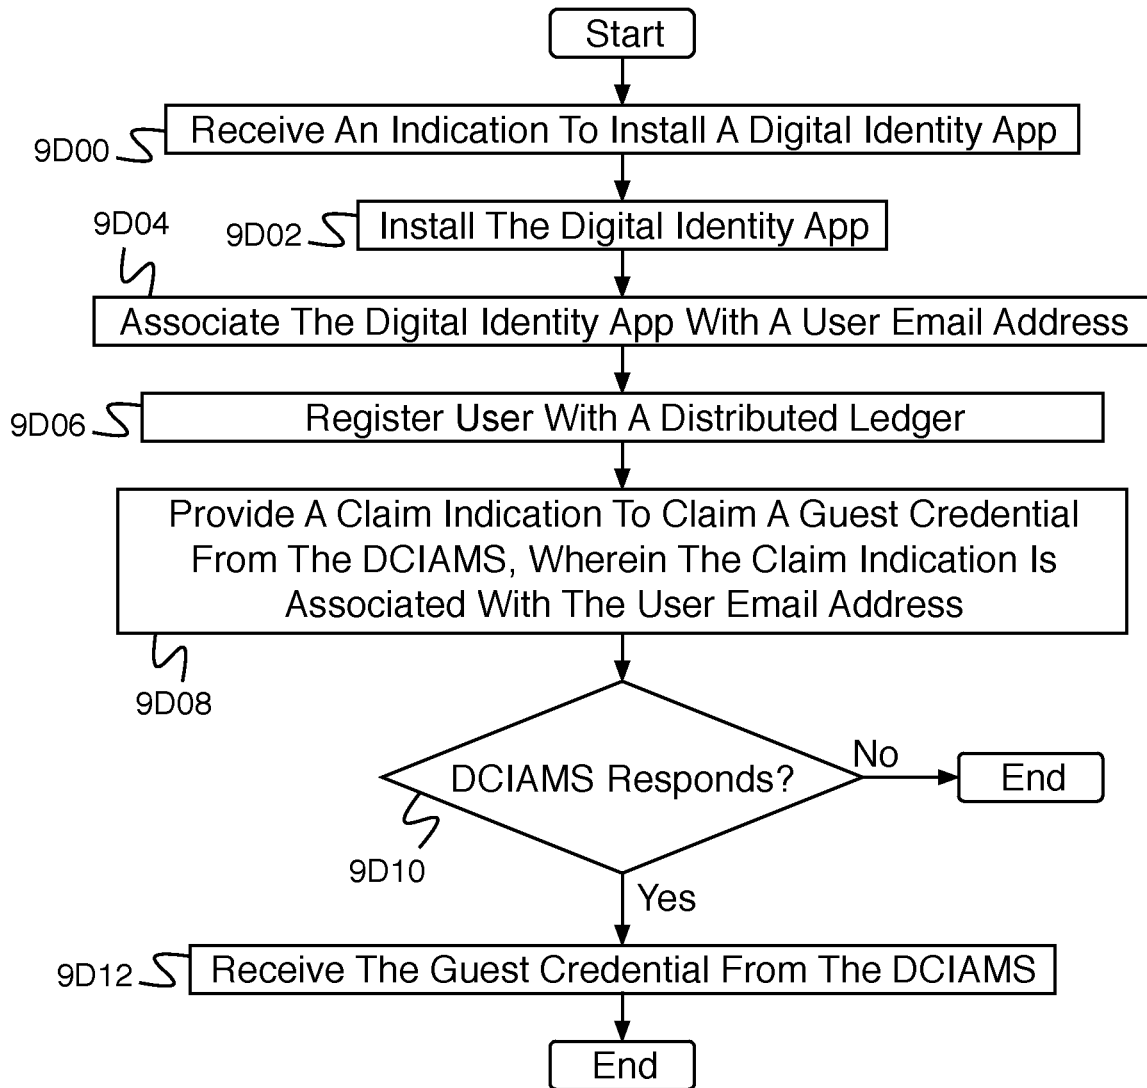 Start
Receive An Indication To Install A Digital Identity App
9D00
9D04
9D02
Install The Digital Identity App
Associate The Digital Identity App With A User Email Address
9D06
Register User With A Distributed Ledger
Provide A Claim Indication To Claim A Guest Credential
From The DCIAMS, Wherein The Claim Indication Is
Associated With The User Email Address
9D08
DCIAMS Responds?
No
End
9D10
Yes
9D12
Receive The Guest Credential From The DCIAMS
End